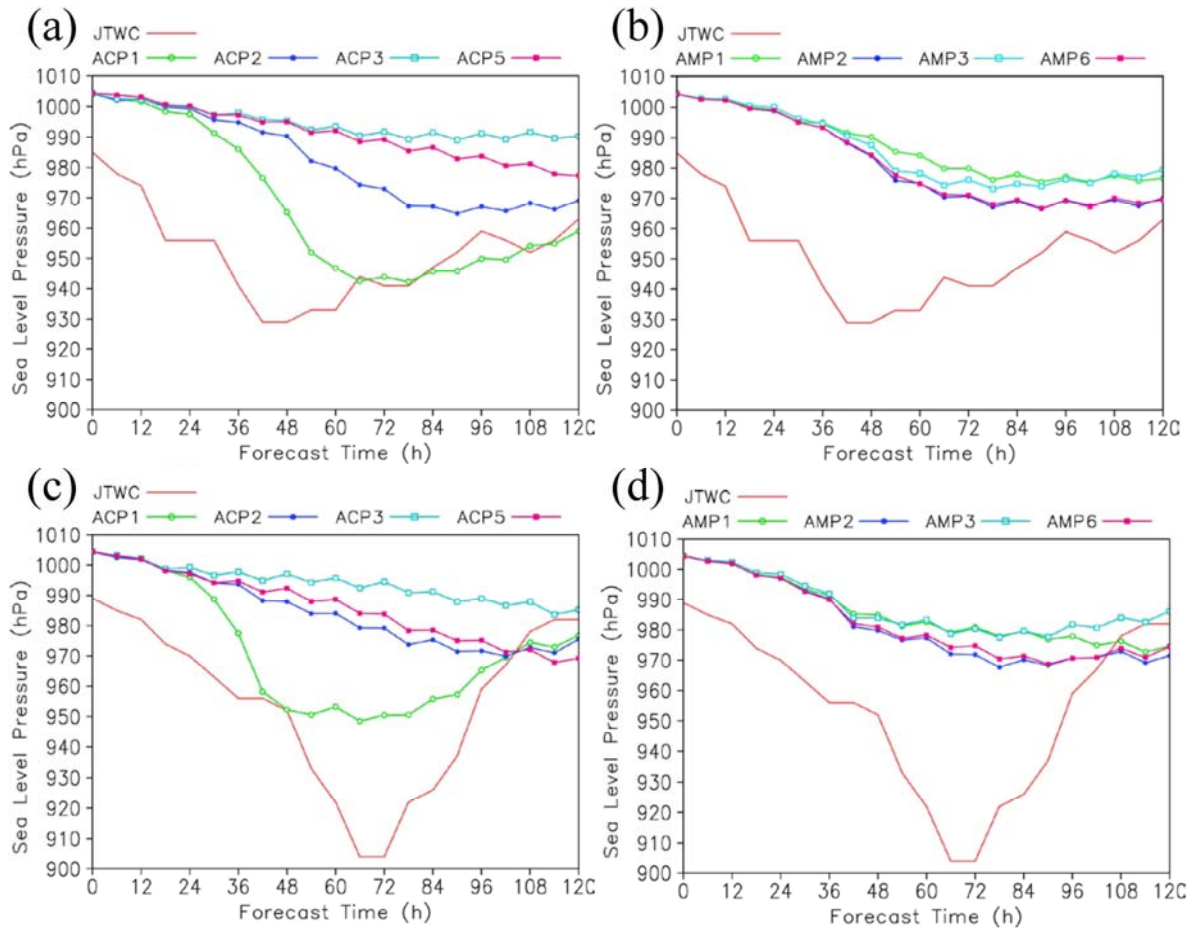 (a)
JTWC
ACP1 ACP2 ACP3 ACP5
1010
1000
990
980
970
960
950
940
930
920
910
900
Sea Level Pressure (hPa)
0 12 24 36 48 60 72 84 96 108 120
Forecast Time (h)
(b)
JTWC
AMP1 AMP2 AMP3 AMP6
1010
1000
990
980
970
960
950
940
930
920
910
900
Sea Level Pressure (hPa)
0 12 24 36 48 60 72 84 96 108 120
Forecast Time (h)
(c)
JTWC
ACP1 ACP2 ACP3 ACP5
1010
1000
990
980
970
960
950
940
930
920
910
900
Sea Level Pressure (hPa)
0 12 24 36 48 60 72 84 96 108 120
Forecast Time (h)
(d)
JTWC
AMP1 AMP2 AMP3 AMP6
1010
1000
990
980
970
960
950
940
930
920
910
900
Sea Level Pressure (hPa)
0 12 24 36 48 60 72 84 96 108 120
Forecast Time (h)